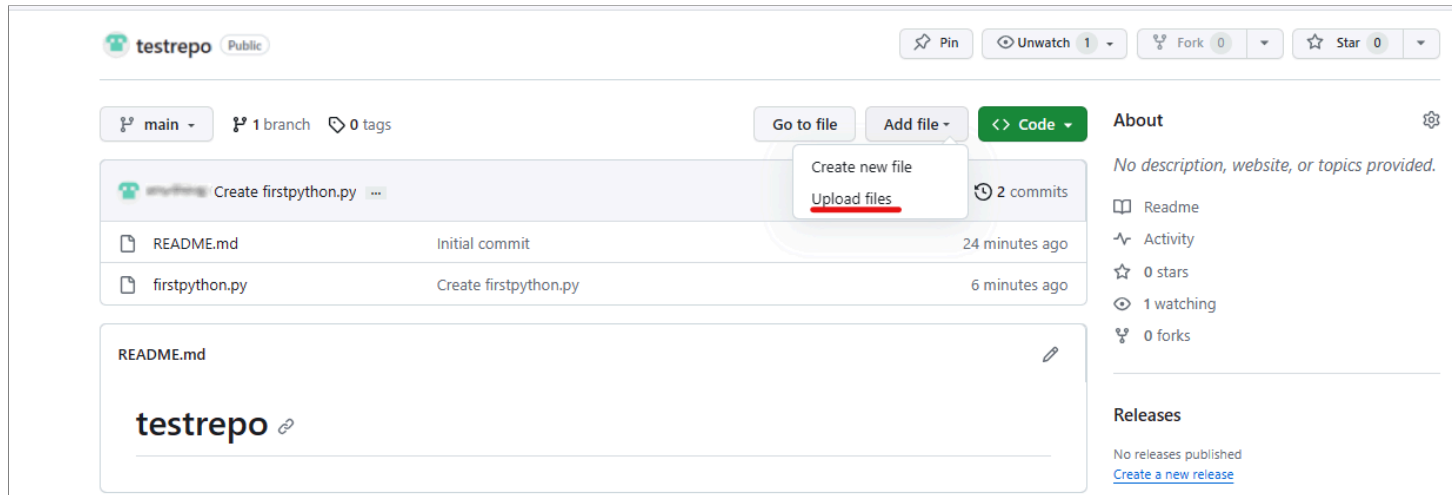 testrepo Public
Pin
Unwatch 1
Fork 0
Star 0
main
1 branch
0 tags
Go to file
Add file
<> Code
Create new file
Upload files
Create firstpython.py ...
2 commits
README.md Initial commit 24 minutes ago
firstpython.py Create firstpython.py 6 minutes ago
README.md
testrepo
About
No description, website, or topics provided.
Readme
Activity
0 stars
1 watching
0 forks
Releases
No releases published
Create a new release